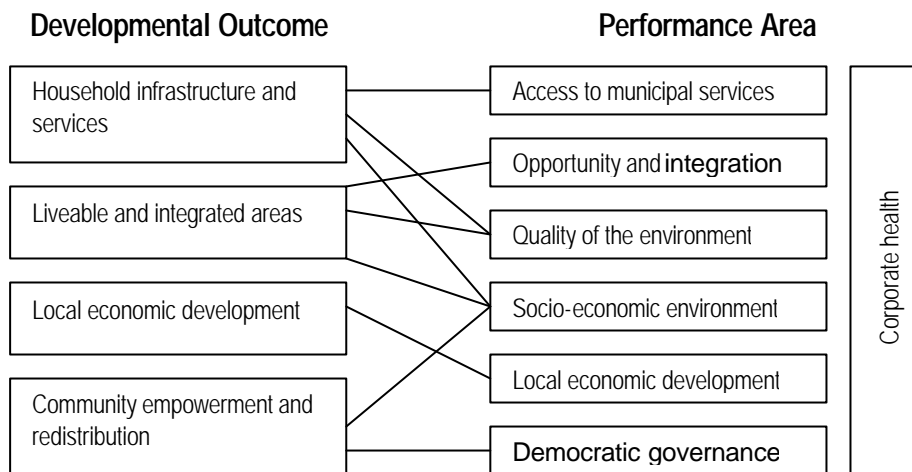 Developmental Outcome
Performance Area
Household infrastructure and
services
Liveable and integrated areas
Local economic development
Community empowerment and
redistribution
Access to municipal services
Opportunity and integration
Quality of the environment
Socio-economic environment
Local economic development
Democratic governance
Corporate health